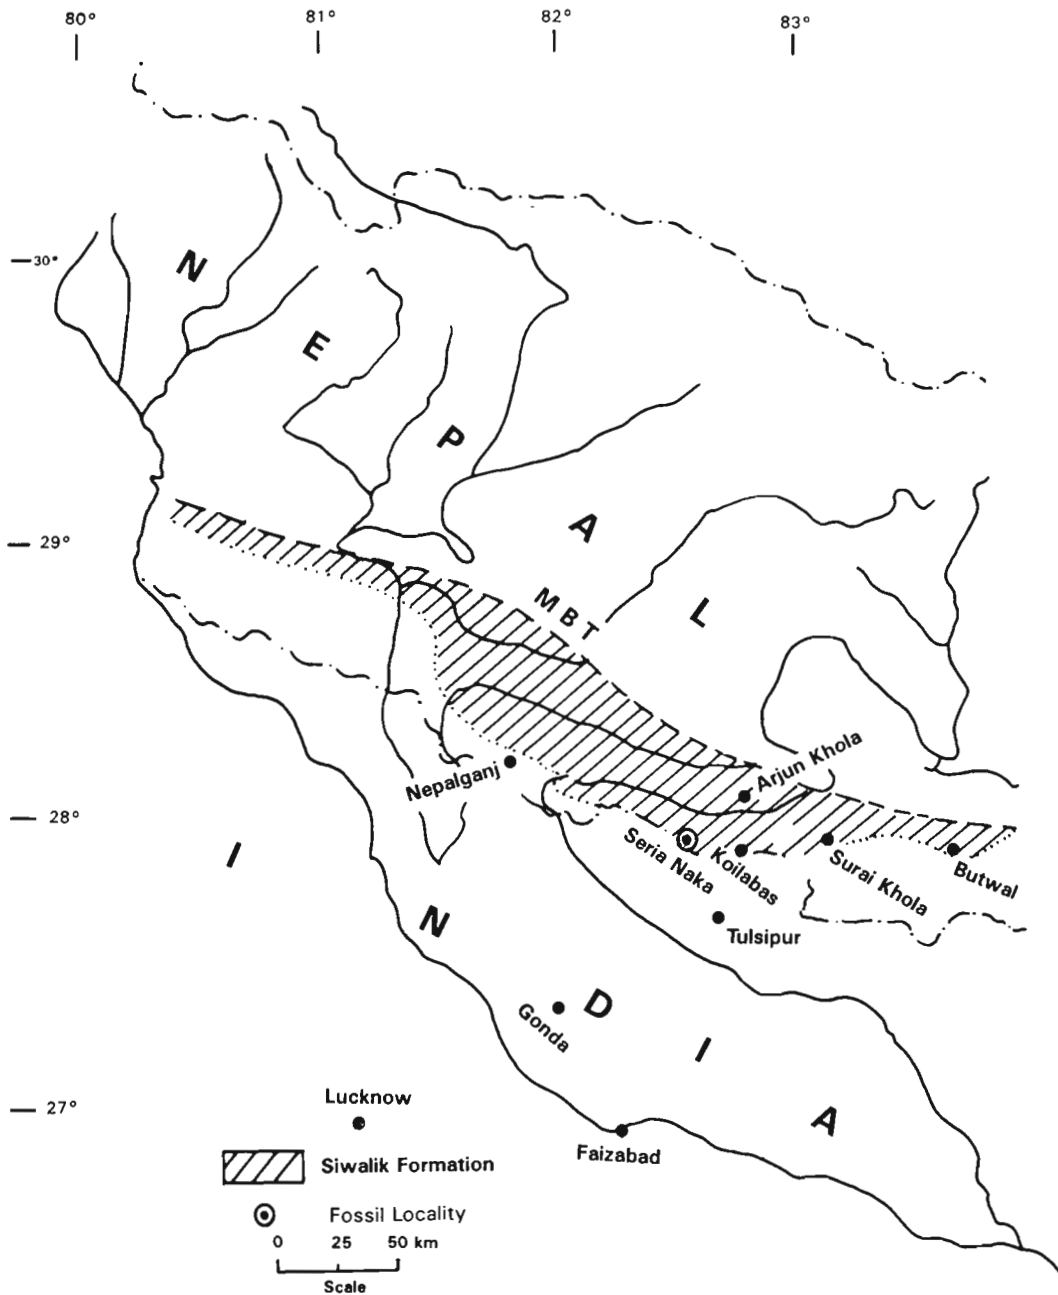 80° 81° 82° 83°
30°
N
E
P
A
L
29°
MBT
Arjun Khola
Nepalganj
28°
Seria Naka
Koilabas
Surai Khola
Butwal
Tulsipur
I
N
D
I
A
Gonda
27°
Lucknow
Faizabad
Siwalik Formation
Fossil Locality
0 25 50 km
Scale